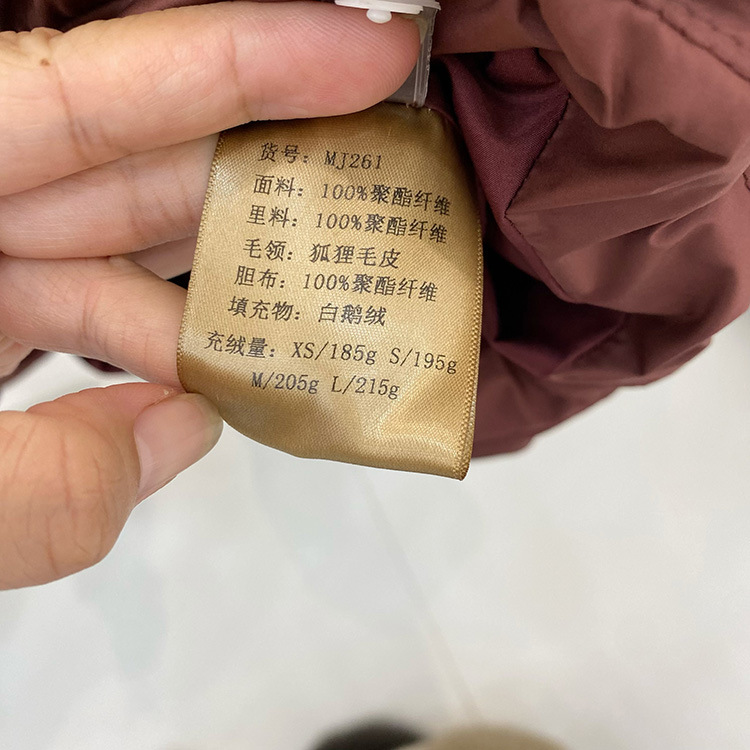 货号：MJ261
面料：100%聚酯纤维
里料：100%聚酯纤维
毛领：狐狸毛皮
胆布：100%聚酯纤维
填充物：白鹅绒
充绒量：XS/185g S/195g
M/205g L/215g